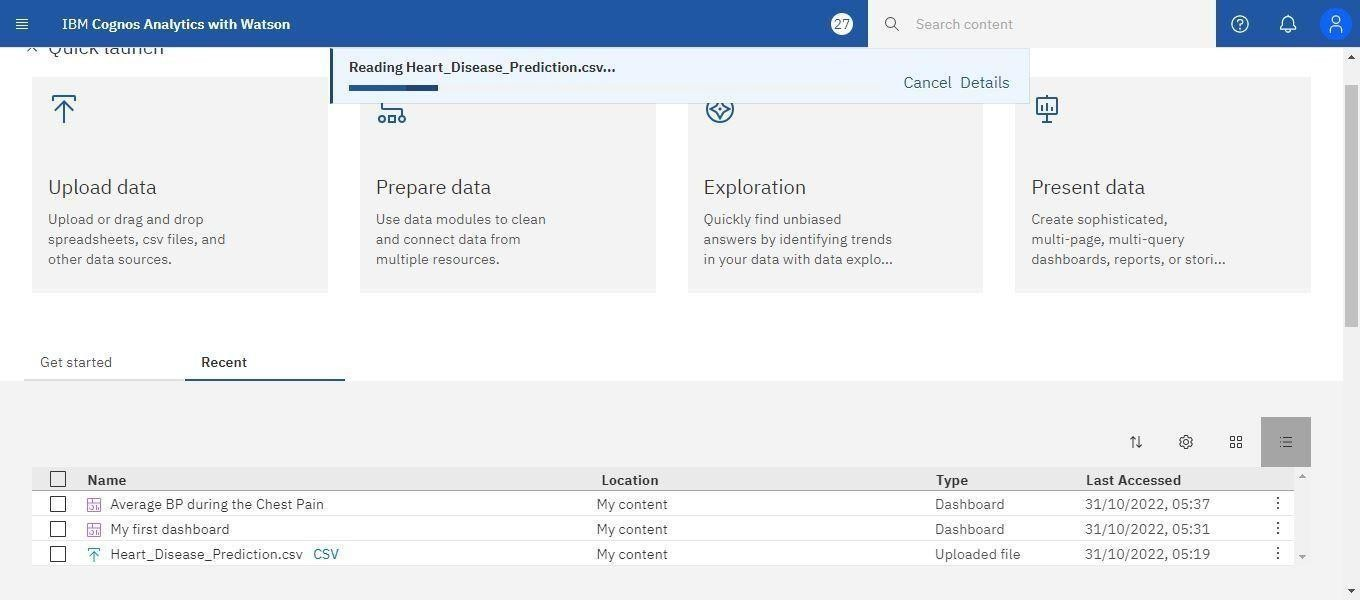 IBM Cognos Analytics with Watson
27
Search content
Quick launch
Reading Heart_Disease_Prediction.csv...
Cancel Details
Upload data
Upload or drag and drop
spreadsheets, csv files, and
other data sources.
Prepare data
Use data modules to clean
and connect data from
multiple resources.
Exploration
Quickly find unbiased
answers by identifying trends
in your data with data explo...
Present data
Create sophisticated,
multi-page, multi-query
dashboards, reports, or stori...
Get started
Recent
Name Location Type Last Accessed
Average BP during the Chest Pain My content Dashboard 31/10/2022, 05:37
My first dashboard My content Dashboard 31/10/2022, 05:31
Heart_Disease_Prediction.csv CSV My content Uploaded file 31/10/2022, 05:19